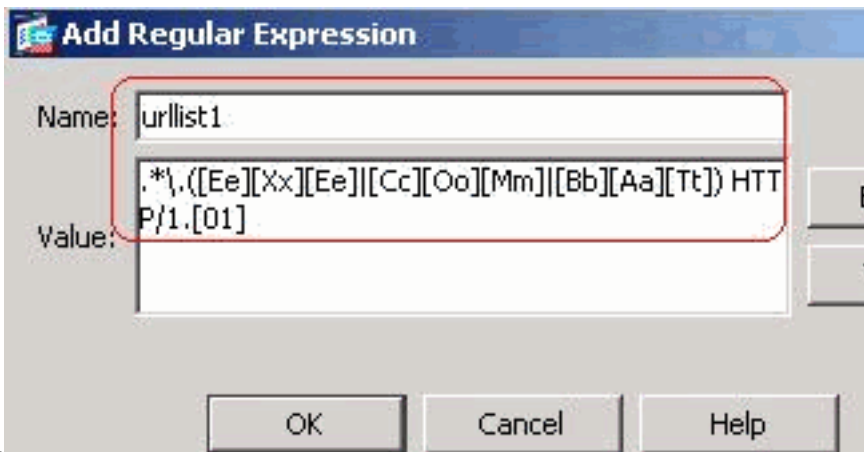 Add Regular Expression
Name: urllist1
.*\.([Ee][Xx][Ee]|[Cc][Oo][Mm]|[Bb][Aa][Tt]) HTT
Value: P/1.[01]
OK Cancel Help